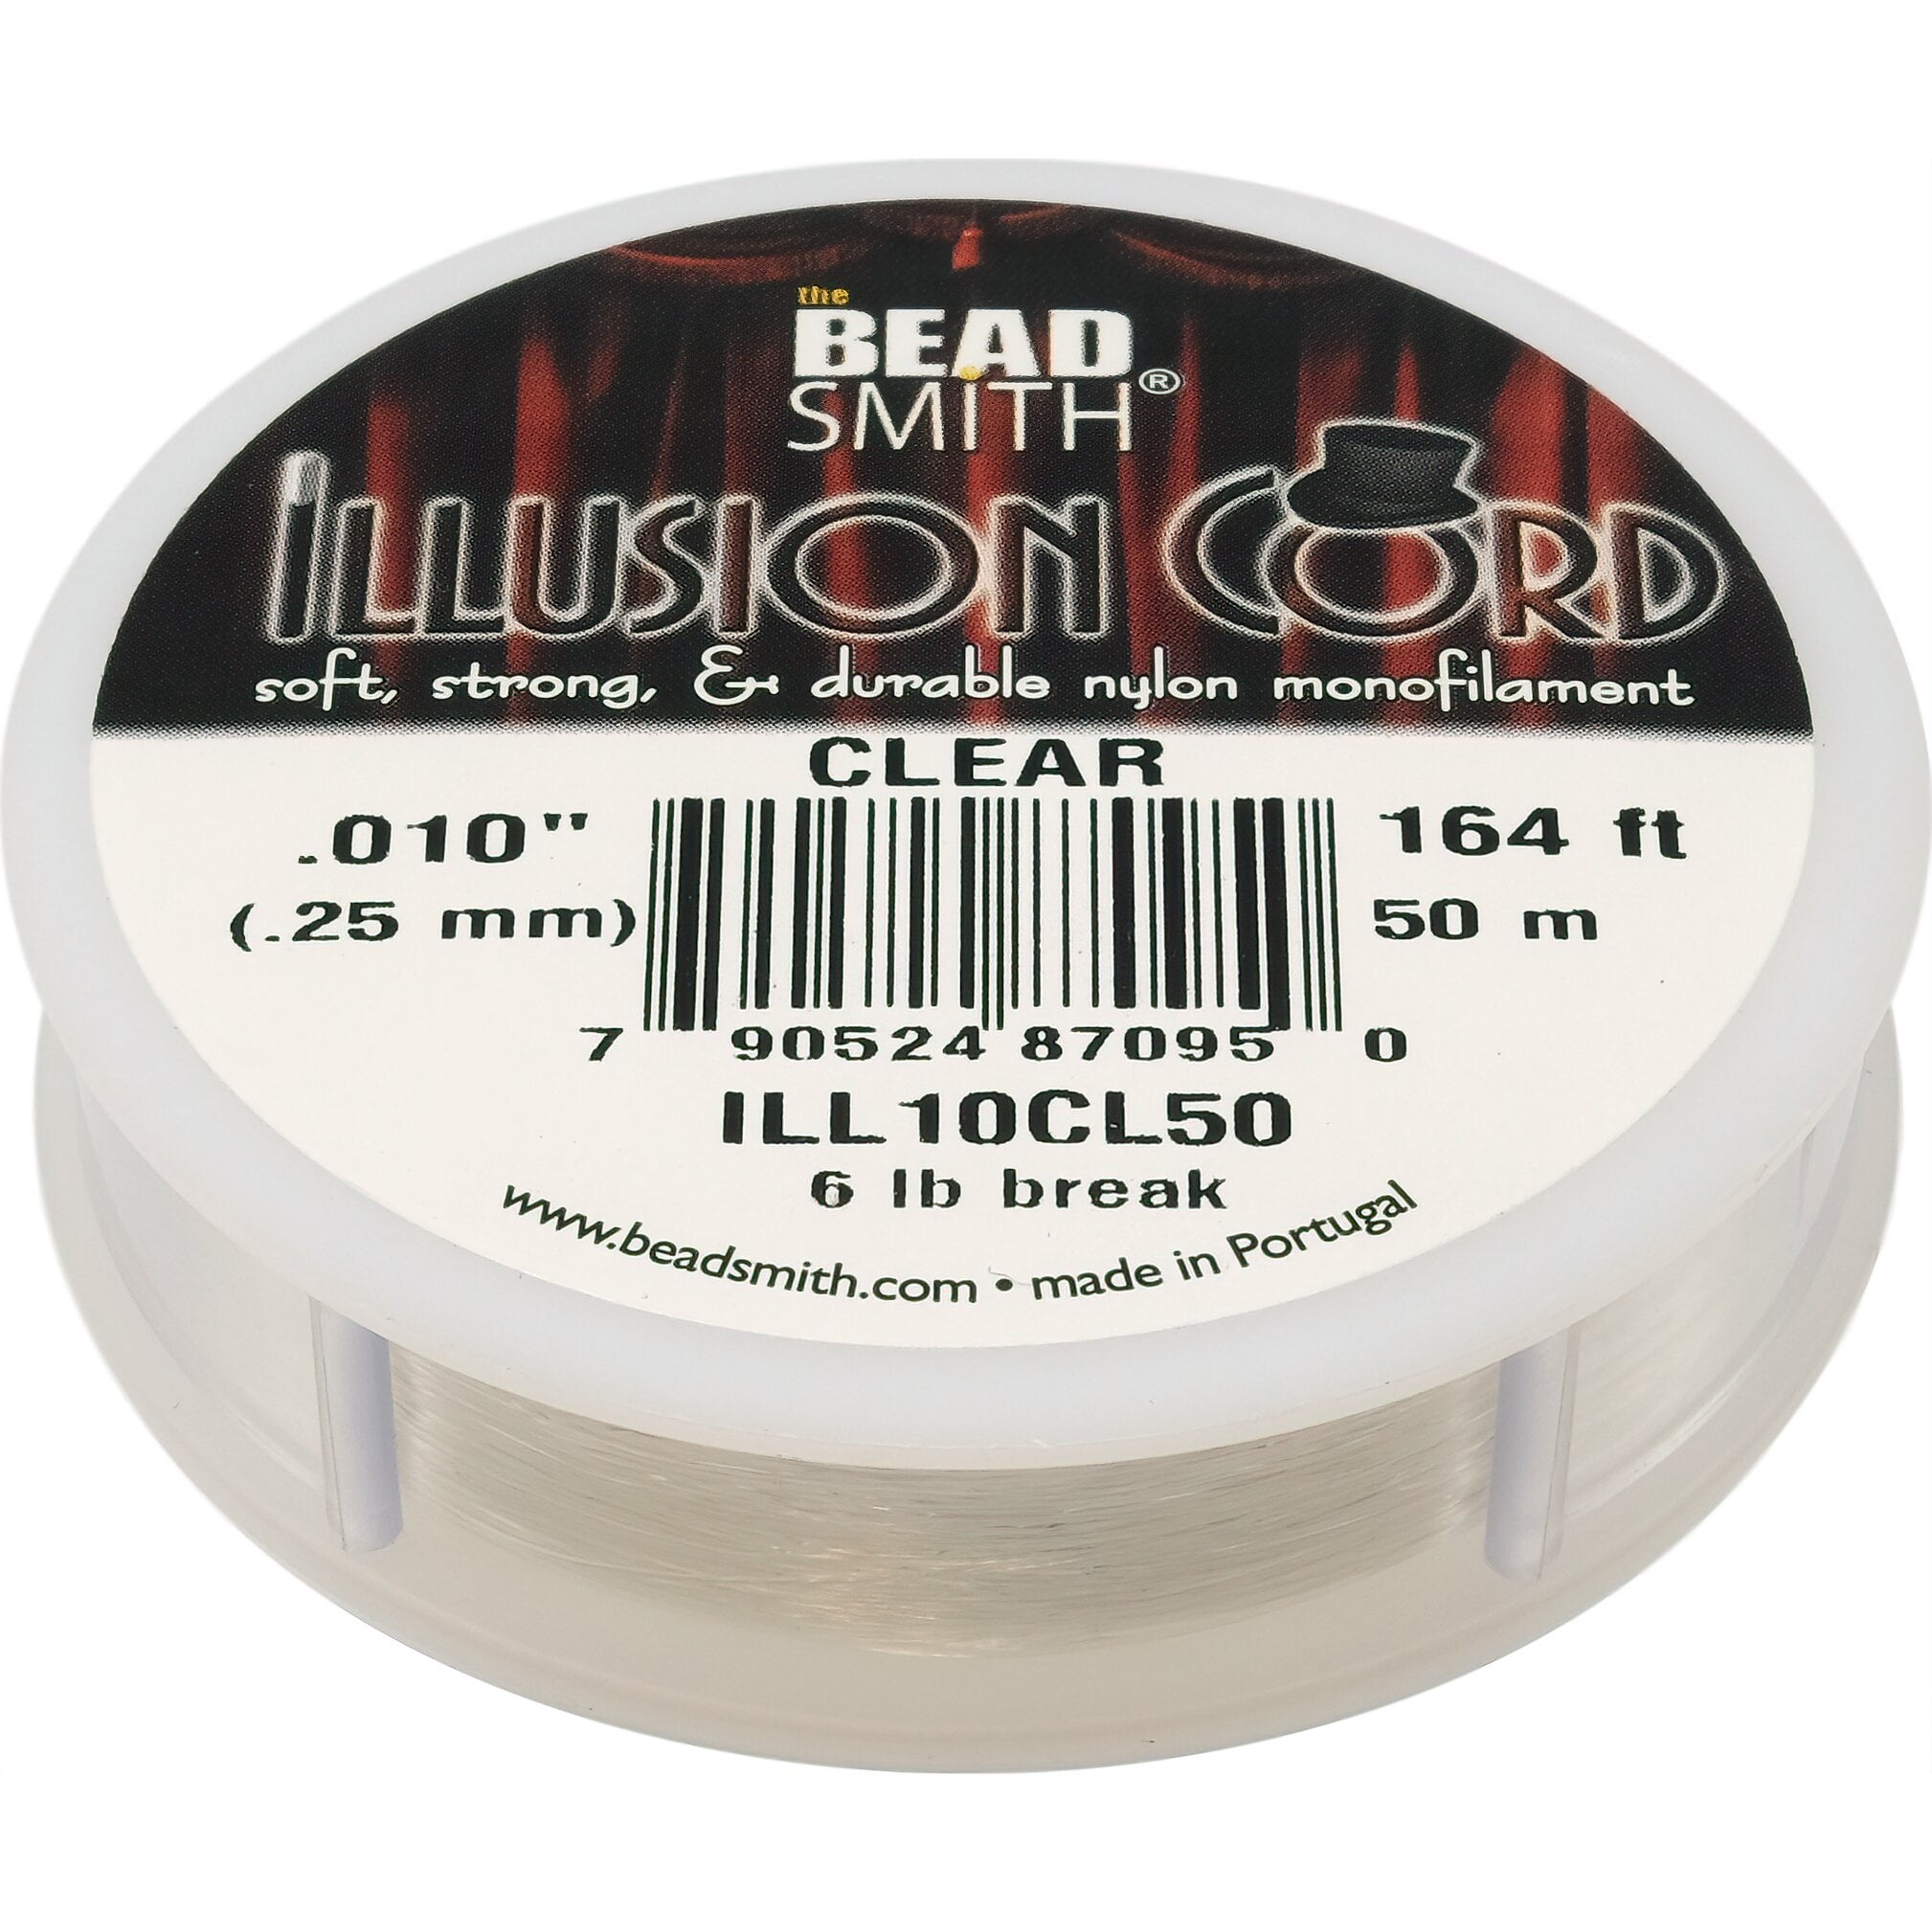 the
BEAD
SMITH®
ILLUSION CORD
soft, strong, & durable nylon monofilament
CLEAR
.010" 164 ft
(.25 mm) 50 m
7 90524 87095 0
ILL10CL50
6 lb break
www.beadsmith.com • made in Portugal